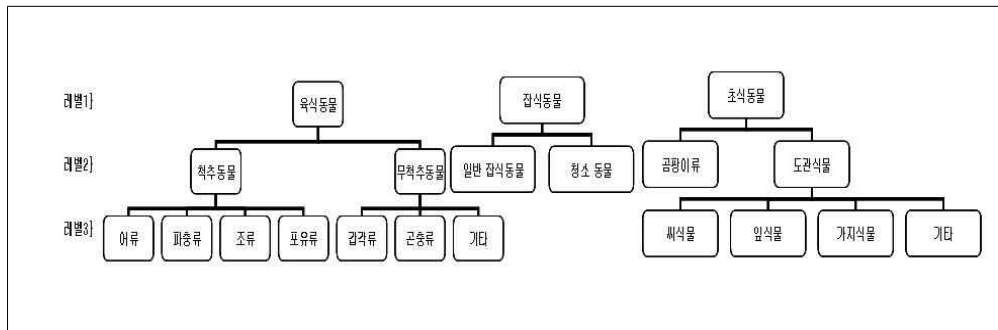 레벨1} 육식동물 잡식동물 초식동물
레벨2} 척추동물 무척추동물 일반 잡식동물 청소 동물 곰팡이류 도관식물
레벨3} 어류 파충류 조류 포유류 갑각류 곤충류 기타 씨식물 잎식물 가지식물 기타